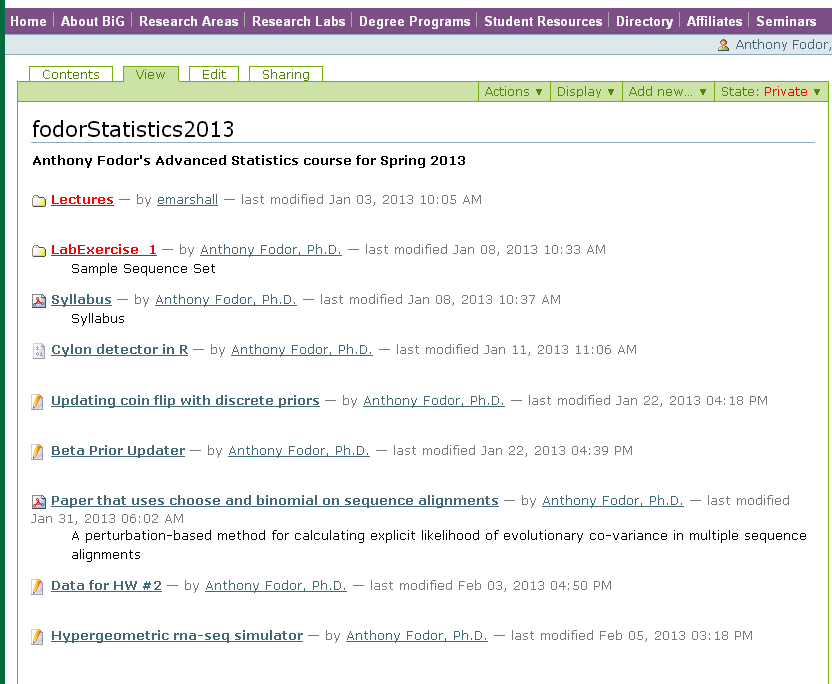 Home About BiG Research Areas Research Labs Degree Programs Student Resources Directory Affiliates Seminars
Anthony Fodor,
Contents View Edit Sharing
Actions ▼ Display ▼ Add new... ▼ State: Private ▼
fodorStatistics2013
Anthony Fodor's Advanced Statistics course for Spring 2013
Lectures — by emarshall — last modified Jan 03, 2013 10:05 AM
LabExercise_1 — by Anthony Fodor, Ph.D. — last modified Jan 08, 2013 10:33 AM
Sample Sequence Set
Syllabus — by Anthony Fodor, Ph.D. — last modified Jan 08, 2013 10:37 AM
Syllabus
Cylon detector in R — by Anthony Fodor, Ph.D. — last modified Jan 11, 2013 11:06 AM
Updating coin flip with discrete priors — by Anthony Fodor, Ph.D. — last modified Jan 22, 2013 04:18 PM
Beta Prior Updater — by Anthony Fodor, Ph.D. — last modified Jan 22, 2013 04:39 PM
Paper that uses choose and binomial on sequence alignments — by Anthony Fodor, Ph.D. — last modified
Jan 31, 2013 06:02 AM
A perturbation-based method for calculating explicit likelihood of evolutionary co-variance in multiple sequence
alignments
Data for HW #2 — by Anthony Fodor, Ph.D. — last modified Feb 03, 2013 04:50 PM
Hypergeometric rna-seq simulator — by Anthony Fodor, Ph.D. — last modified Feb 05, 2013 03:18 PM